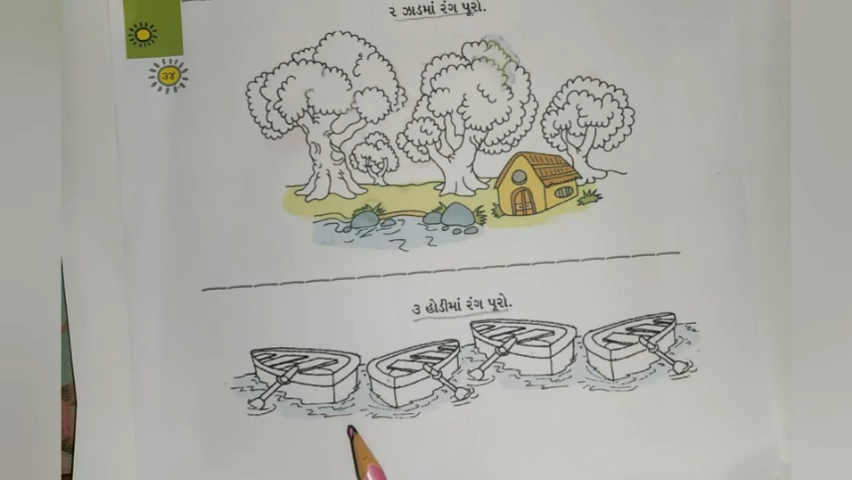 ૨ ઝાડમાં રંગ પૂરો.
૩૪
૩ હોડીમાં રંગ પૂરો.